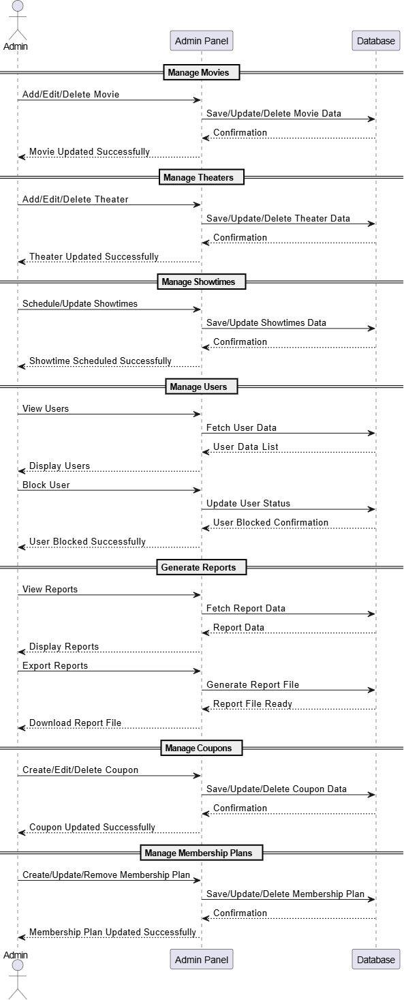 Admin
Admin Panel
Database
Manage Movies
Add/Edit/Delete Movie
Save/Update/Delete Movie Data
Confirmation
Movie Updated Successfully
Manage Theaters
Add/Edit/Delete Theater
Save/Update/Delete Theater Data
Confirmation
Theater Updated Successfully
Manage Showtimes
Schedule/Update Showtimes
Save/Update Showtimes Data
Confirmation
Showtime Scheduled Successfully
Manage Users
View Users
Fetch User Data
User Data List
Display Users
Block User
Update User Status
User Blocked Confirmation
User Blocked Successfully
Generate Reports
View Reports
Fetch Report Data
Report Data
Display Reports
Export Reports
Generate Report File
Report File Ready
Download Report File
Manage Coupons
Create/Edit/Delete Coupon
Save/Update/Delete Coupon Data
Confirmation
Coupon Updated Successfully
Manage Membership Plans
Create/Update/Remove Membership Plan
Save/Update/Delete Membership Plan
Confirmation
Membership Plan Updated Successfully
Admin
Admin Panel
Database